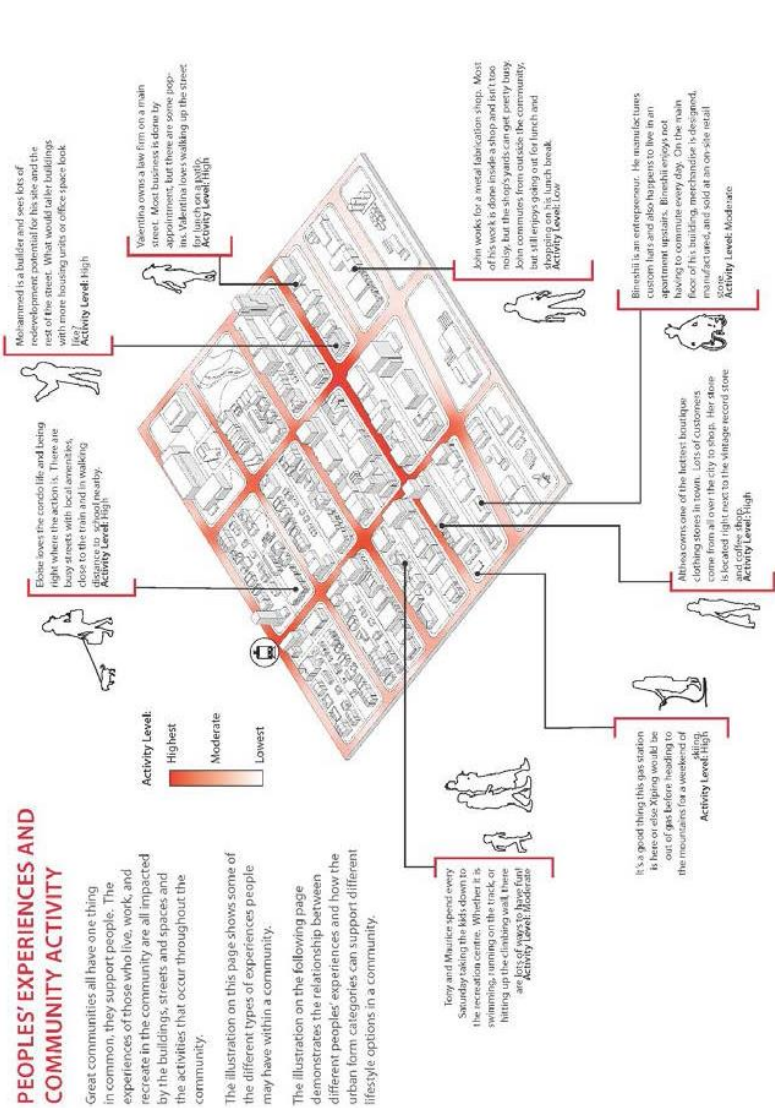 PEOPLES' EXPERIENCES AND
COMMUNITY ACTIVITY
Great communities all have one thing
in common, they support people. The
experiences of those who live, work, and
recreate in the community are all impacted
by the buildings, streets and spaces and
the activities that occur throughout the
community.
The illustration on this page shows some of
the different types of experiences people
may have within a community.
The illustration on the following page
demonstrates the relationship between
different peoples' experiences and how the
urban form categories can support different
lifestyle options in a community.
Activity Level:
Highest
Moderate
Lowest
Eloise loves the condo life and being
right where the action is. There are
busy streets with local amenities,
close to the train and in walking
distance to school nearby.
Activity Level: High
Mohammed is a builder and sees lots of
redevelopment potential for his site and the
rest of the street. What would taller buildings
with more housing units or office space look
like?
Activity Level: High
Valentina owns a law firm on a main
street. Most business is done by
appointment, but there are some pop-
ins. Valentina loves walking up the street
for lunch on a patio.
Activity Level: High
Tony and Maurice spend every
Saturday taking the kids down to
the recreation centre. Whether it is
swimming, running on the track, or
hitting up the climbing wall, there
are lots of ways to have fun!
Activity Level: Moderate
It's a good thing this gas station
is here or else Xiping would be
out of gas before heading to
the mountains for a weekend of
skiing.
Activity Level: High
Althea owns one of the hottest boutique
clothing stores in town. Lots of customers
come from all over the city to shop. Her store
is located right next to the vintage record store
and coffee shop.
Activity Level: High
Bineshii is an entrepreneur. He manufactures
custom hats and also happens to live in an
apartment upstairs. Bineshii enjoys not
having to commute every day. On the main
floor of his building, merchandise is designed,
manufactured, and sold at an on-site retail
store.
Activity Level: Moderate
John works for a metal fabrication shop. Most
of his work is done inside a shop and isn't too
noisy, but the shop's yards can get pretty busy.
John commutes from outside the community,
but still enjoys going out for lunch and
shopping on his lunch break.
Activity Level: Low